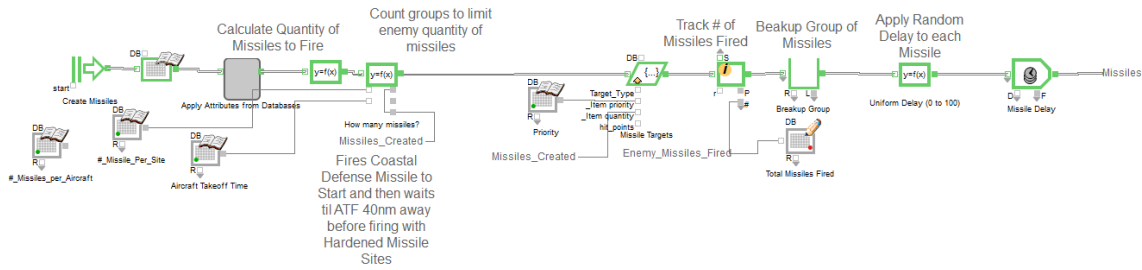 Calculate Quantity of
Missiles to Fire
Count groups to limit
enemy quantity of
missiles
Track # of
Missiles Fired
Beakup Group of
Missiles
Apply Random
Delay to each
Missile
DB
start
Create Missiles
Apply Attributes from Databases
y=f(x)
y=f(x)
How many missiles?
Missiles_Created
Fires Coastal
Defense Missile to
Start and then waits
til ATF 40nm away
before firing with
Hardened Missile
Sites
DB
R
#_Missiles_per_Aircraft
DB
R
#_Missile_Per_Site
DB
R
Aircraft Takeoff Time
DB
R
Priority
Missiles_Created
DB
{...}
Target_Type
_Item priority
_Item quantity
hit_points
Missile Targets
S
i
r
P
#
Enemy_Missiles_Fired
R
L
Breakup Group
DB
R
Total Missiles Fired
y=f(x)
Uniform Delay (0 to 100)
D
F
Missile Delay
Missiles